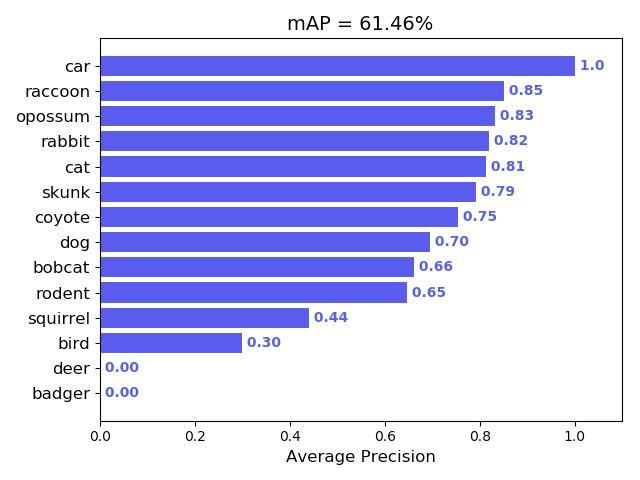 mAP = 61.46%
car 1.0
raccoon 0.85
opossum 0.83
rabbit 0.82
cat 0.81
skunk 0.79
coyote 0.75
dog 0.70
bobcat 0.66
rodent 0.65
squirrel 0.44
bird 0.30
deer 0.00
badger 0.00
0.0 0.2 0.4 0.6 0.8 1.0
Average Precision